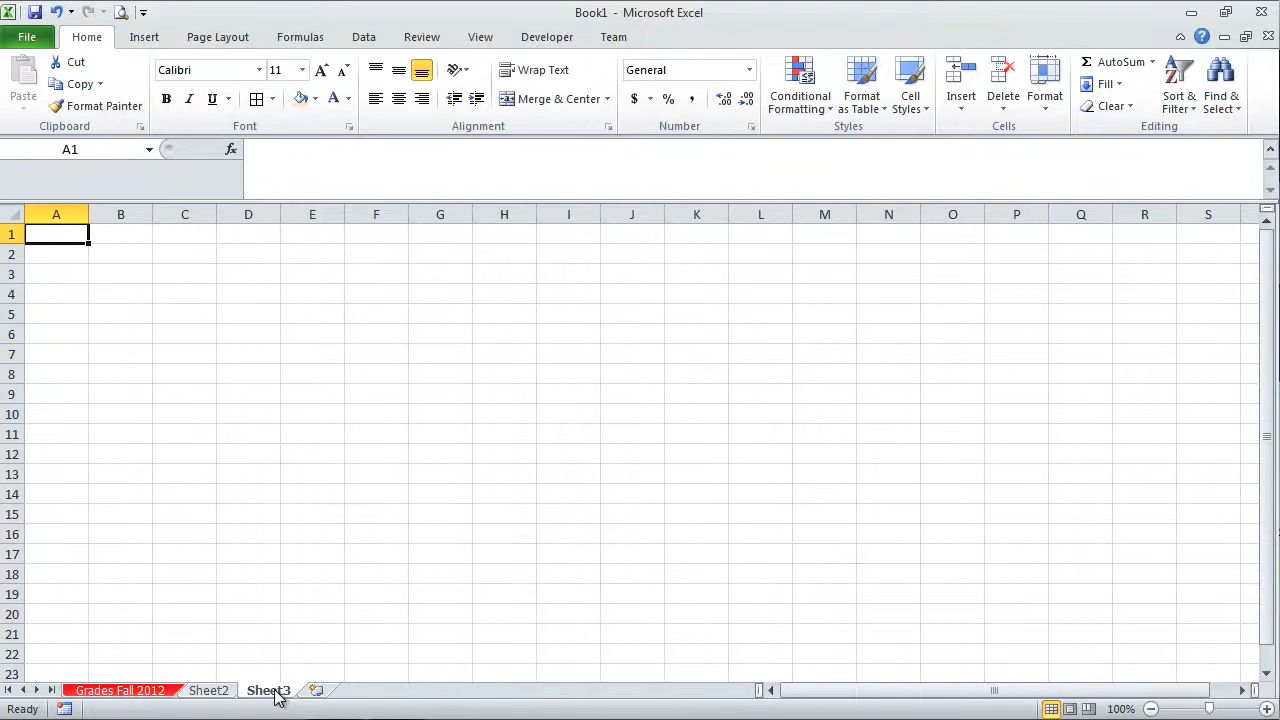 Book1 - Microsoft Excel
File Home Insert Page Layout Formulas Data Review View Developer Team
Paste
Cut
Copy
Format Painter
Clipboard
Calibri 11
B I U A
Font
Wrap Text
Merge & Center
Alignment
General
$ % ,
Number
Conditional Formatting
Format as Table
Cell Styles
Styles
Insert Delete Format
Cells
Σ AutoSum
Fill
Clear
Sort & Filter
Find & Select
Editing
A1 fx
A B C D E F G H I J K L M N O P Q R S
1
2
3
4
5
6
7
8
9
10
11
12
13
14
15
16
17
18
19
20
21
22
23
Grades Fall 2012 Sheet2 Sheet3
Ready 100%